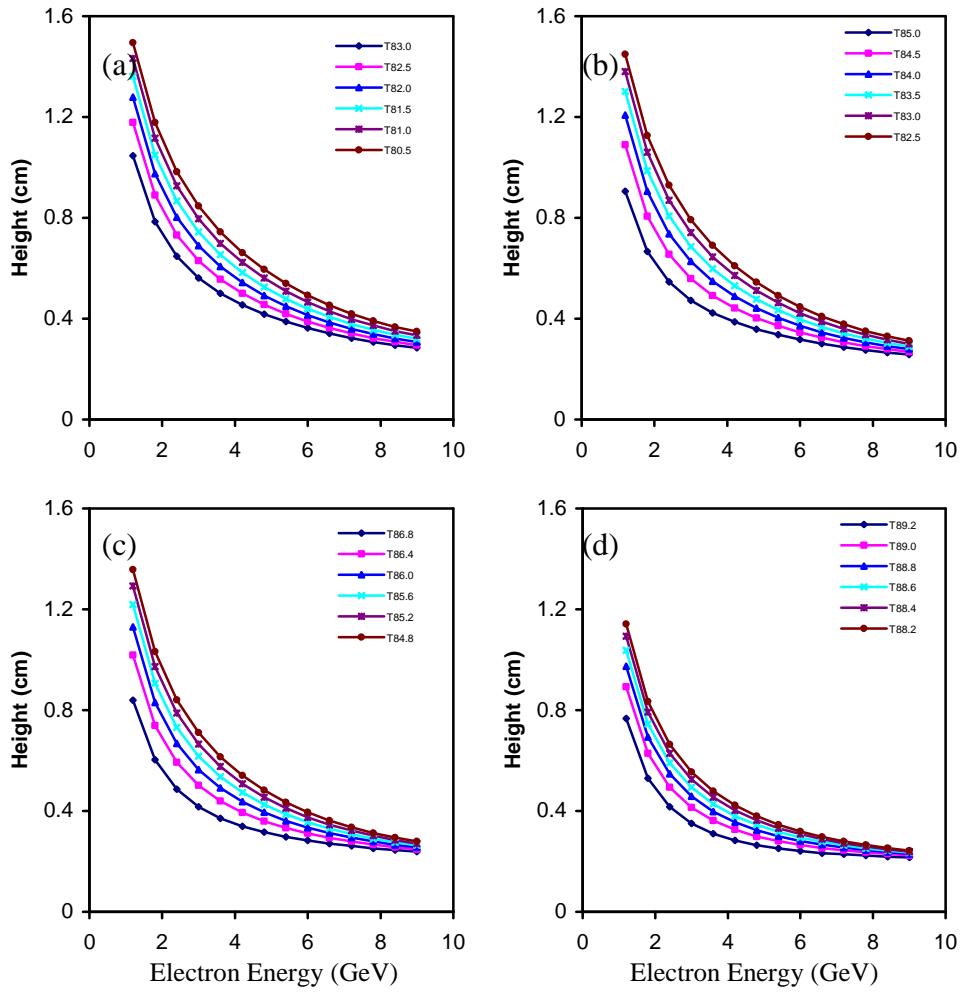 (a)
T83.0
T82.5
T82.0
T81.5
T81.0
T80.5
1.6
1.2
0.8
0.4
0
Height (cm)
0 2 4 6 8 10
(b)
T85.0
T84.5
T84.0
T83.5
T83.0
T82.5
1.6
1.2
0.8
0.4
0
Height (cm)
0 2 4 6 8 10
(c)
T86.8
T86.4
T86.0
T85.6
T85.2
T84.8
1.6
1.2
0.8
0.4
0
Height (cm)
0 2 4 6 8 10
Electron Energy (GeV)
(d)
T89.2
T89.0
T88.8
T88.6
T88.4
T88.2
1.6
1.2
0.8
0.4
0
Height (cm)
0 2 4 6 8 10
Electron Energy (GeV)